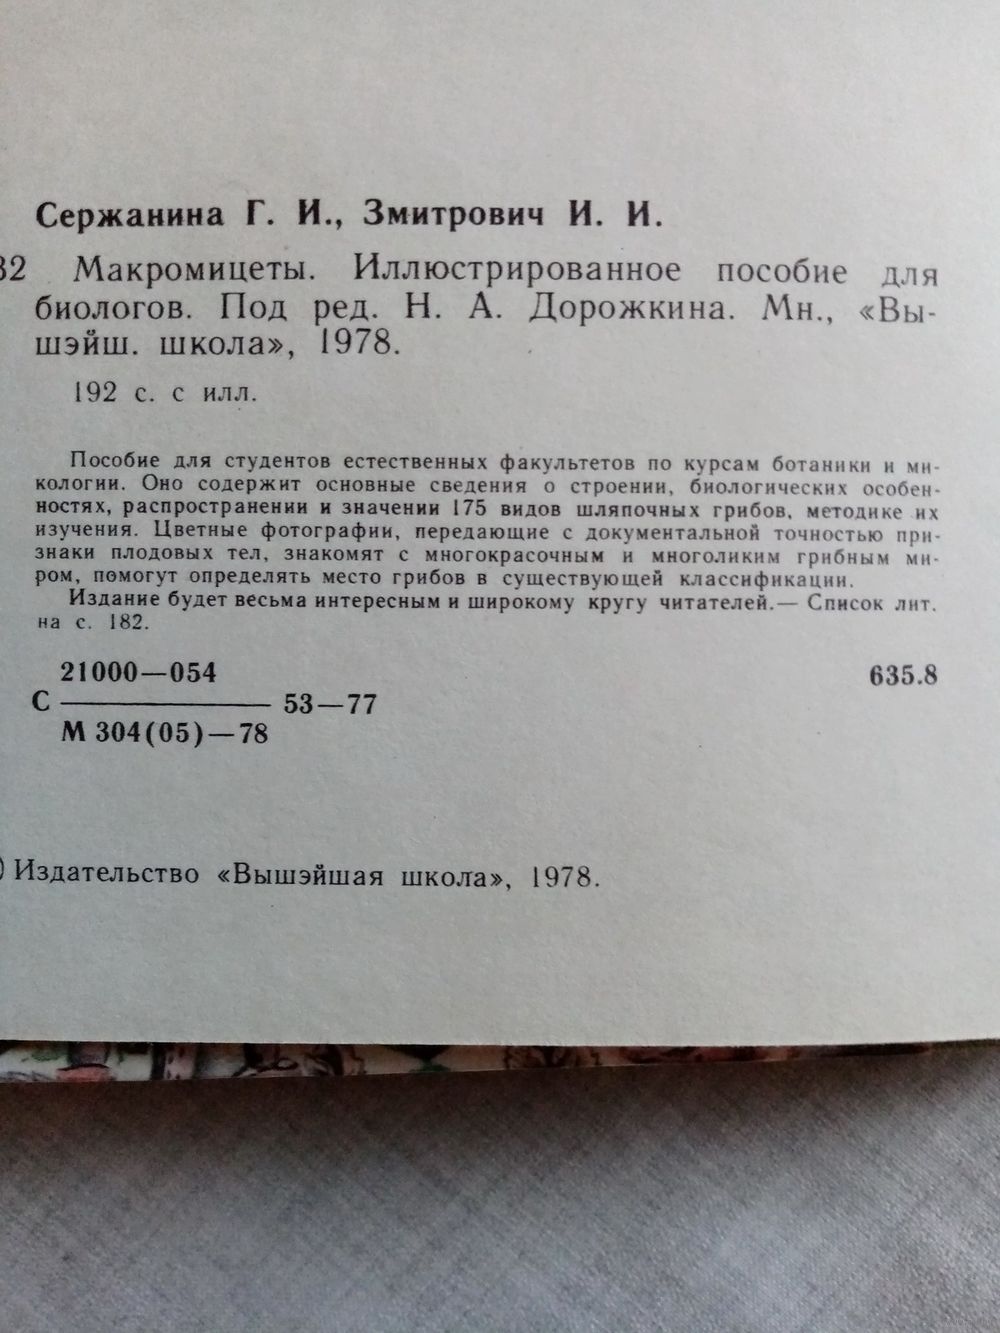 Сержанина Г. И., Змитрович И. И.
32 Макромицеты. Иллюстрированное пособие для
биологов. Под ред. Н. А. Дорожкина. Мн., «Вы-
шэйш. школа», 1978.
192 с. с илл.
Пособие для студентов естественных факультетов по курсам ботаники и ми-
кологии. Оно содержит основные сведения о строении, биологических особен-
ностях, распространении и значении 175 видов шляпочных грибов, методике их
изучения. Цветные фотографии, передающие с документальной точностью при-
знаки плодовых тел, знакомят с многокрасочным и многоликим грибным ми-
ром, помогут определять место грибов в существующей классификации.
Издание будет весьма интересным и широкому кругу читателей.— Список лит.
на с. 182.
21000—054
635.8
С ——— 53—77
М 304(05)—78
) Издательство «Вышэйшая школа», 1978.